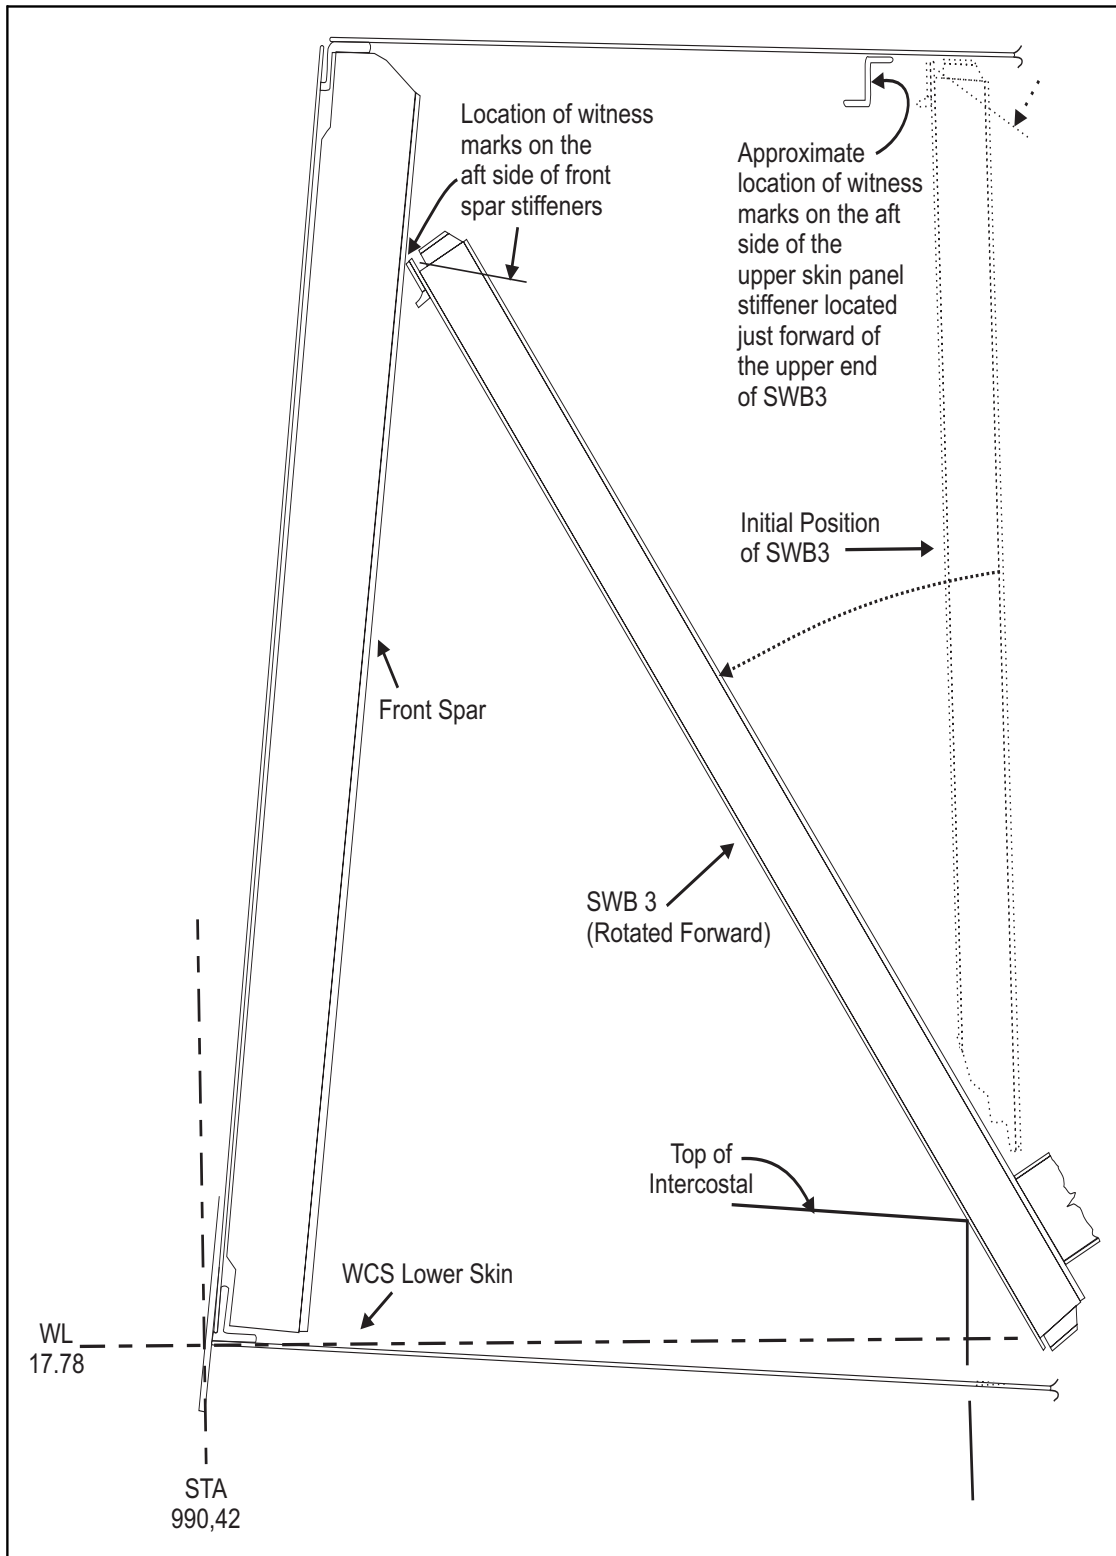 Location of witness
marks on the
aft side of front
spar stiffeners
Approximate
location of witness
marks on the aft
side of the
upper skin panel
stiffener located
just forward of
the upper end
of SWB3
Initial Position
of SWB3
Front Spar
SWB 3
(Rotated Forward)
Top of
Intercostal
WCS Lower Skin
WL
17.78
STA
990,42